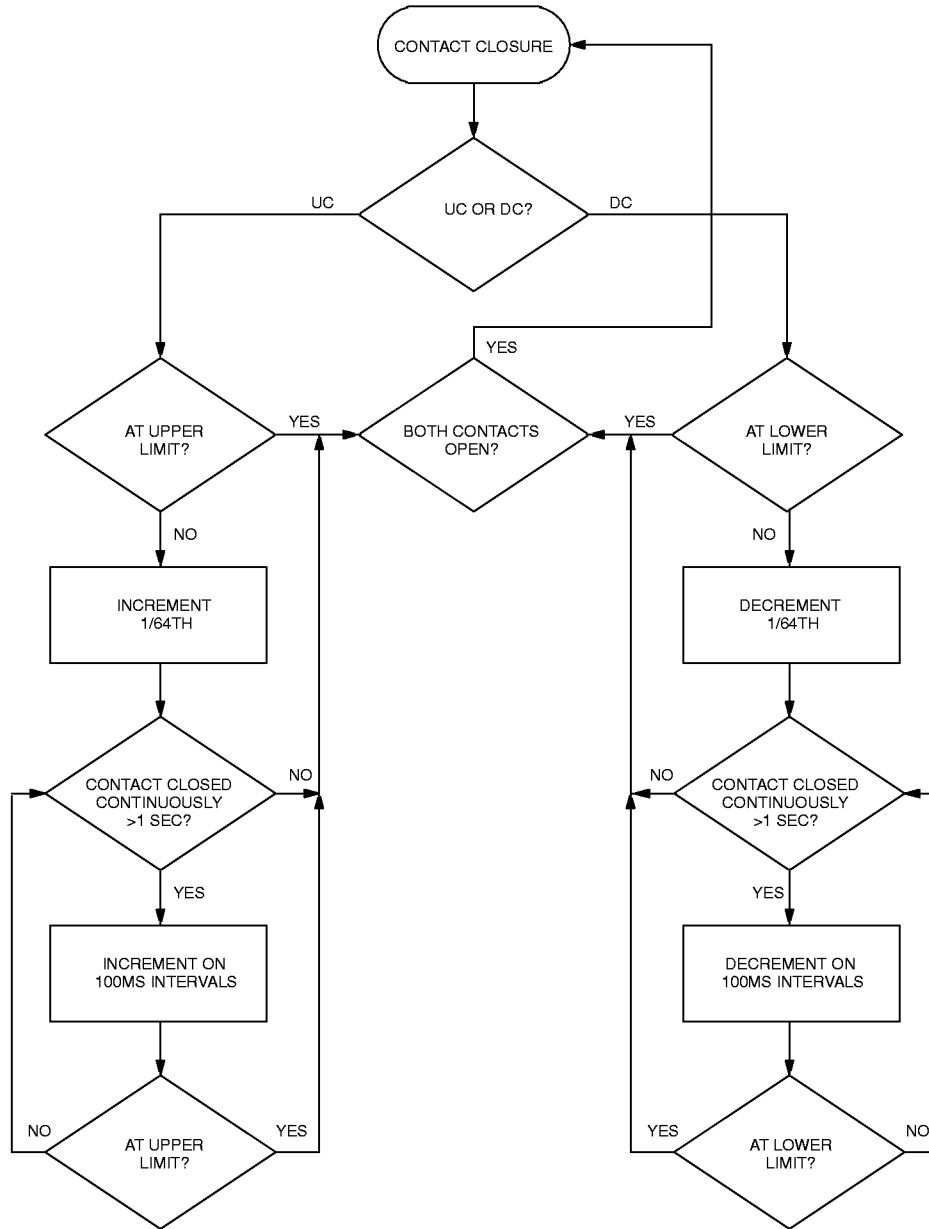 CONTACT CLOSURE
UC
UC OR DC?
DC
YES
AT UPPER
LIMIT?
YES
BOTH CONTACTS
OPEN?
YES
AT LOWER
LIMIT?
NO
NO
INCREMENT
1/64TH
DECREMENT
1/64TH
CONTACT CLOSED
CONTINUOUSLY
>1 SEC?
NO
NO
CONTACT CLOSED
CONTINUOUSLY
>1 SEC?
YES
YES
INCREMENT ON
100MS INTERVALS
DECREMENT ON
100MS INTERVALS
NO
AT UPPER
LIMIT?
YES
YES
AT LOWER
LIMIT?
NO